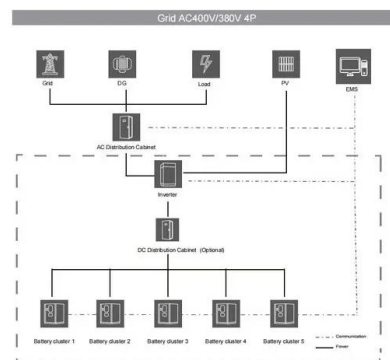 Grid AC400V/380V 4P
Grid
DG
Load
PV
EMS
AC Distribution Cabinet
Inverter
DC Distribution Cabinet (Optional)
Battery cluster 1
Battery cluster 2
Battery cluster 3
Battery cluster 4
Battery cluster 5
Communication
Power